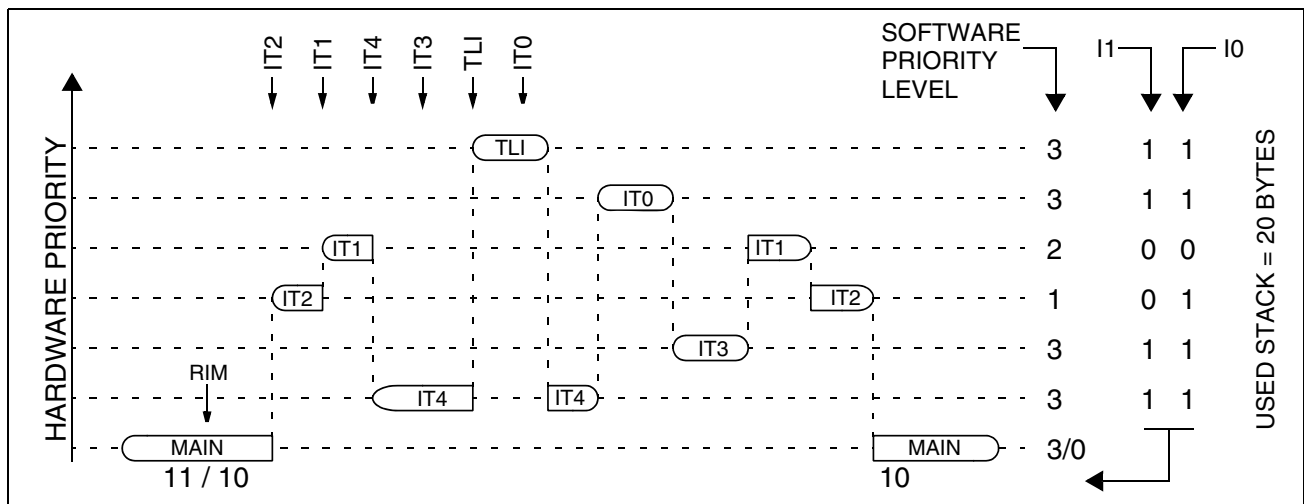 IT2
IT1
IT4
IT3
TLI
IT0
SOFTWARE
PRIORITY
LEVEL
I1
I0
HARDWARE PRIORITY
TLI
3
1 1
IT0
3
1 1
IT1
IT1
2
0 0
IT2
IT2
1
0 1
IT3
3
1 1
RIM
IT4
IT4
3
1 1
MAIN
MAIN
3/0
11 / 10
10
USED STACK = 20 BYTES